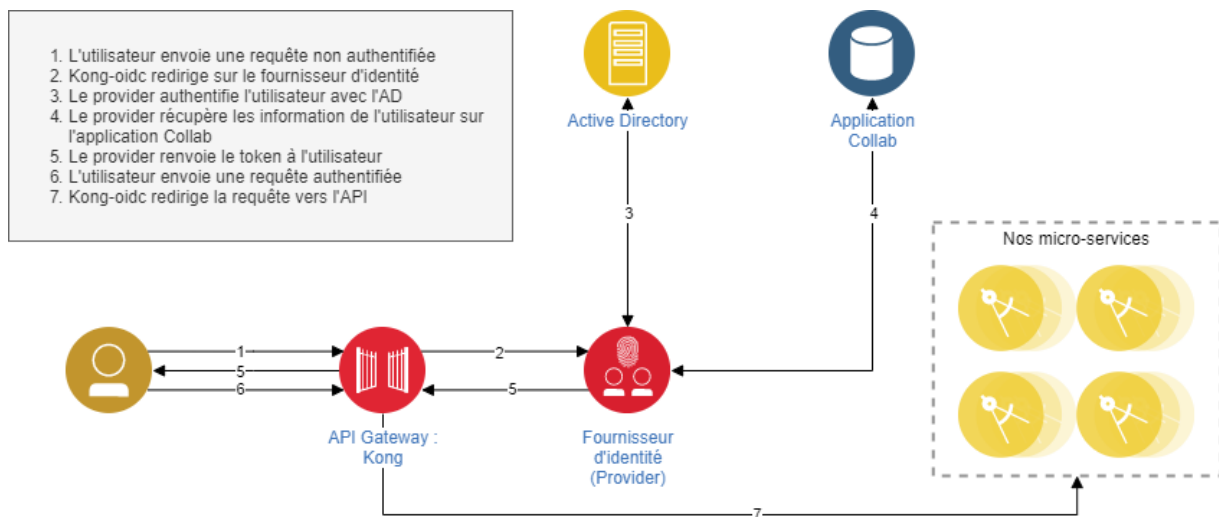 1. L'utilisateur envoie une requête non authentifiée
2. Kong-oidc redirige sur le fournisseur d'identité
3. Le provider authentifie l'utilisateur avec l'AD
4. Le provider récupère les information de l'utilisateur sur
l'application Collab
5. Le provider renvoie le token à l'utilisateur
6. L'utilisateur envoie une requête authentifiée
7. Kong-oidc redirige la requête vers l'API
Active Directory
Application
Collab
3
4
Nos micro-services
1
2
5
5
6
API Gateway :
Kong
Fournisseur
d'identité
(Provider)
7